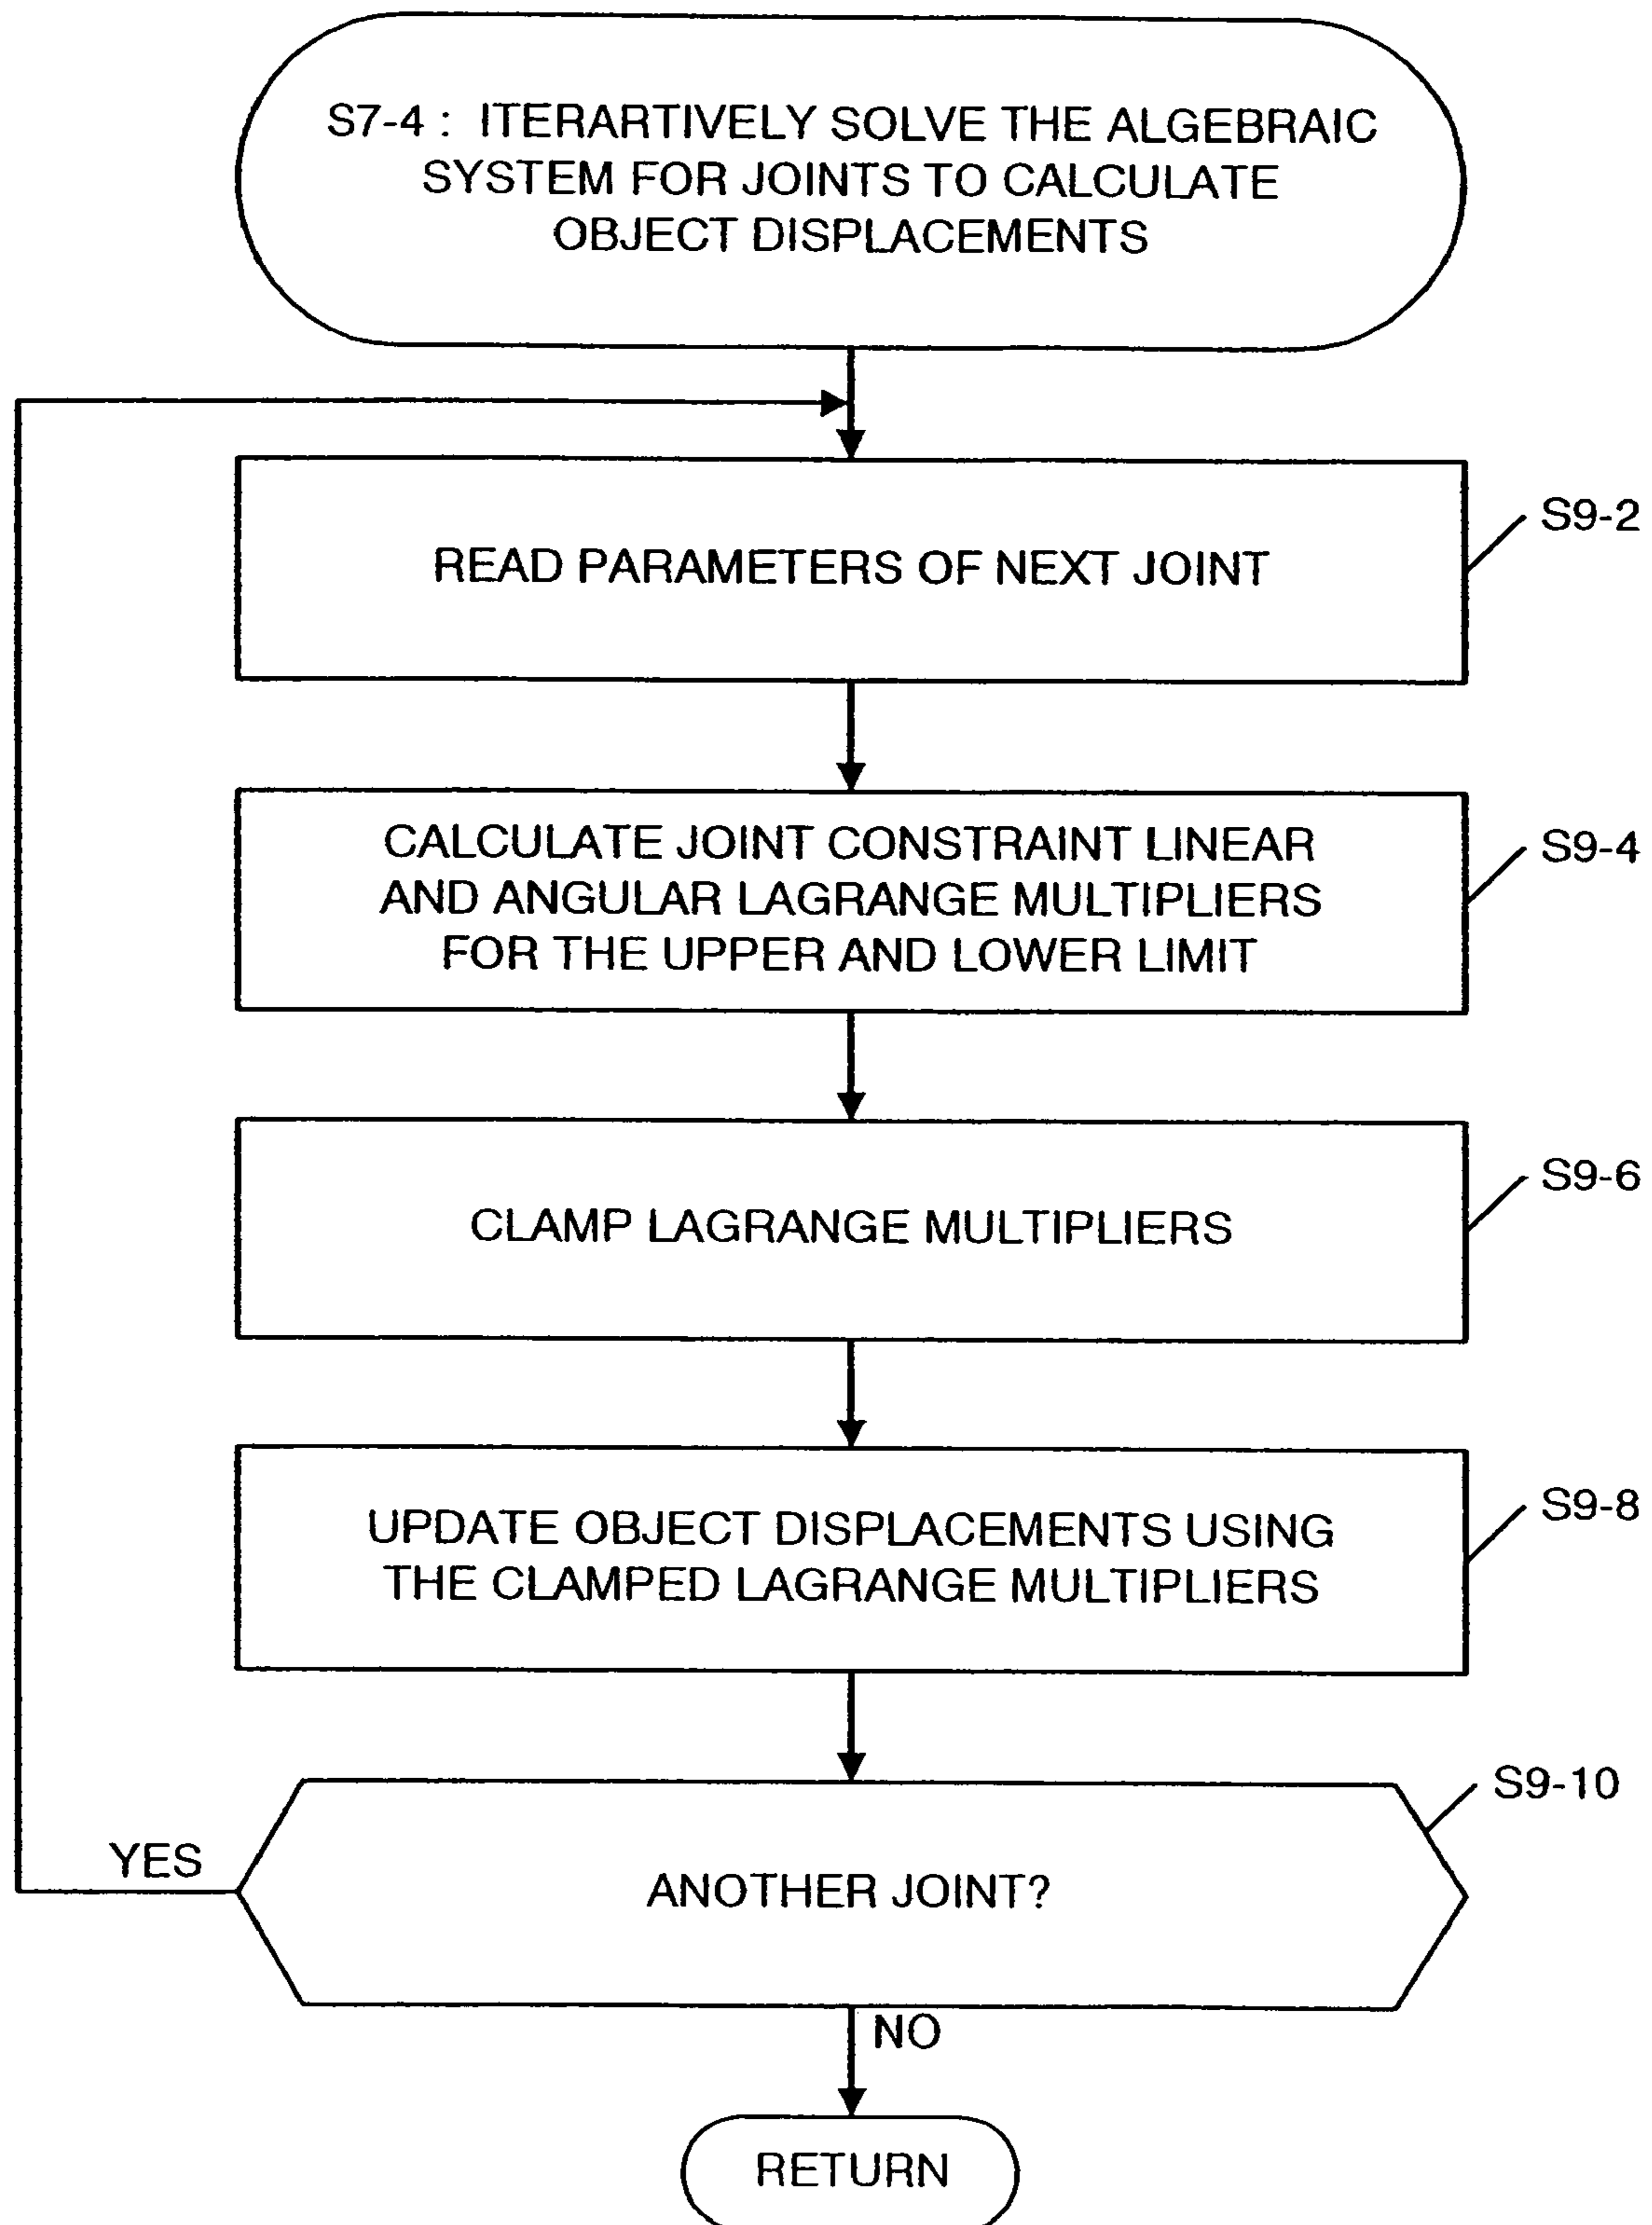 S7-4 : ITERARTIVELY SOLVE THE ALGEBRAIC
SYSTEM FOR JOINTS TO CALCULATE
OBJECT DISPLACEMENTS
READ PARAMETERS OF NEXT JOINT
S9-2
CALCULATE JOINT CONSTRAINT LINEAR
AND ANGULAR LAGRANGE MULTIPLIERS
FOR THE UPPER AND LOWER LIMIT
S9-4
CLAMP LAGRANGE MULTIPLIERS
S9-6
UPDATE OBJECT DISPLACEMENTS USING
THE CLAMPED LAGRANGE MULTIPLIERS
S9-8
ANOTHER JOINT?
S9-10
YES
NO
RETURN